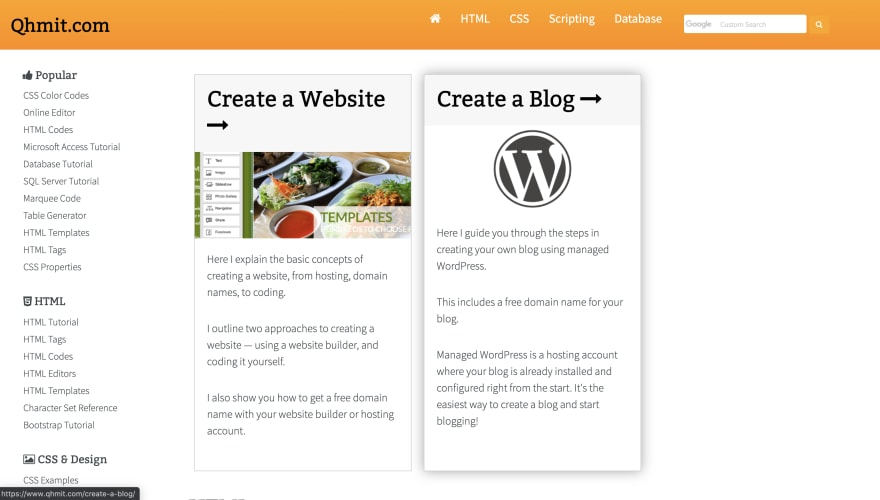 Qhmit.com
HTML CSS Scripting Database
Google Custom Search
Popular
CSS Color Codes
Online Editor
HTML Codes
Microsoft Access Tutorial
Database Tutorial
SQL Server Tutorial
Marquee Code
Table Generator
HTML Templates
HTML Tags
CSS Properties
HTML
HTML Tutorial
HTML Tags
HTML Codes
HTML Editors
HTML Templates
Character Set Reference
Bootstrap Tutorial
CSS & Design
CSS Examples
https://www.qhmit.com/create-a-blog/
Create a Website
Text
Image
Slideshow
Photo Gallery
Navigation
Share
TEMPLATES
Here I explain the basic concepts of
creating a website, from hosting, domain
names, to coding.
I outline two approaches to creating a
website — using a website builder, and
coding it yourself.
I also show you how to get a free domain
name with your website builder or hosting
account.
Create a Blog
Here I guide you through the steps in
creating your own blog using managed
WordPress.
This includes a free domain name for your
blog.
Managed WordPress is a hosting account
where your blog is already installed and
configured right from the start. It's the
easiest way to create a blog and start
blogging!